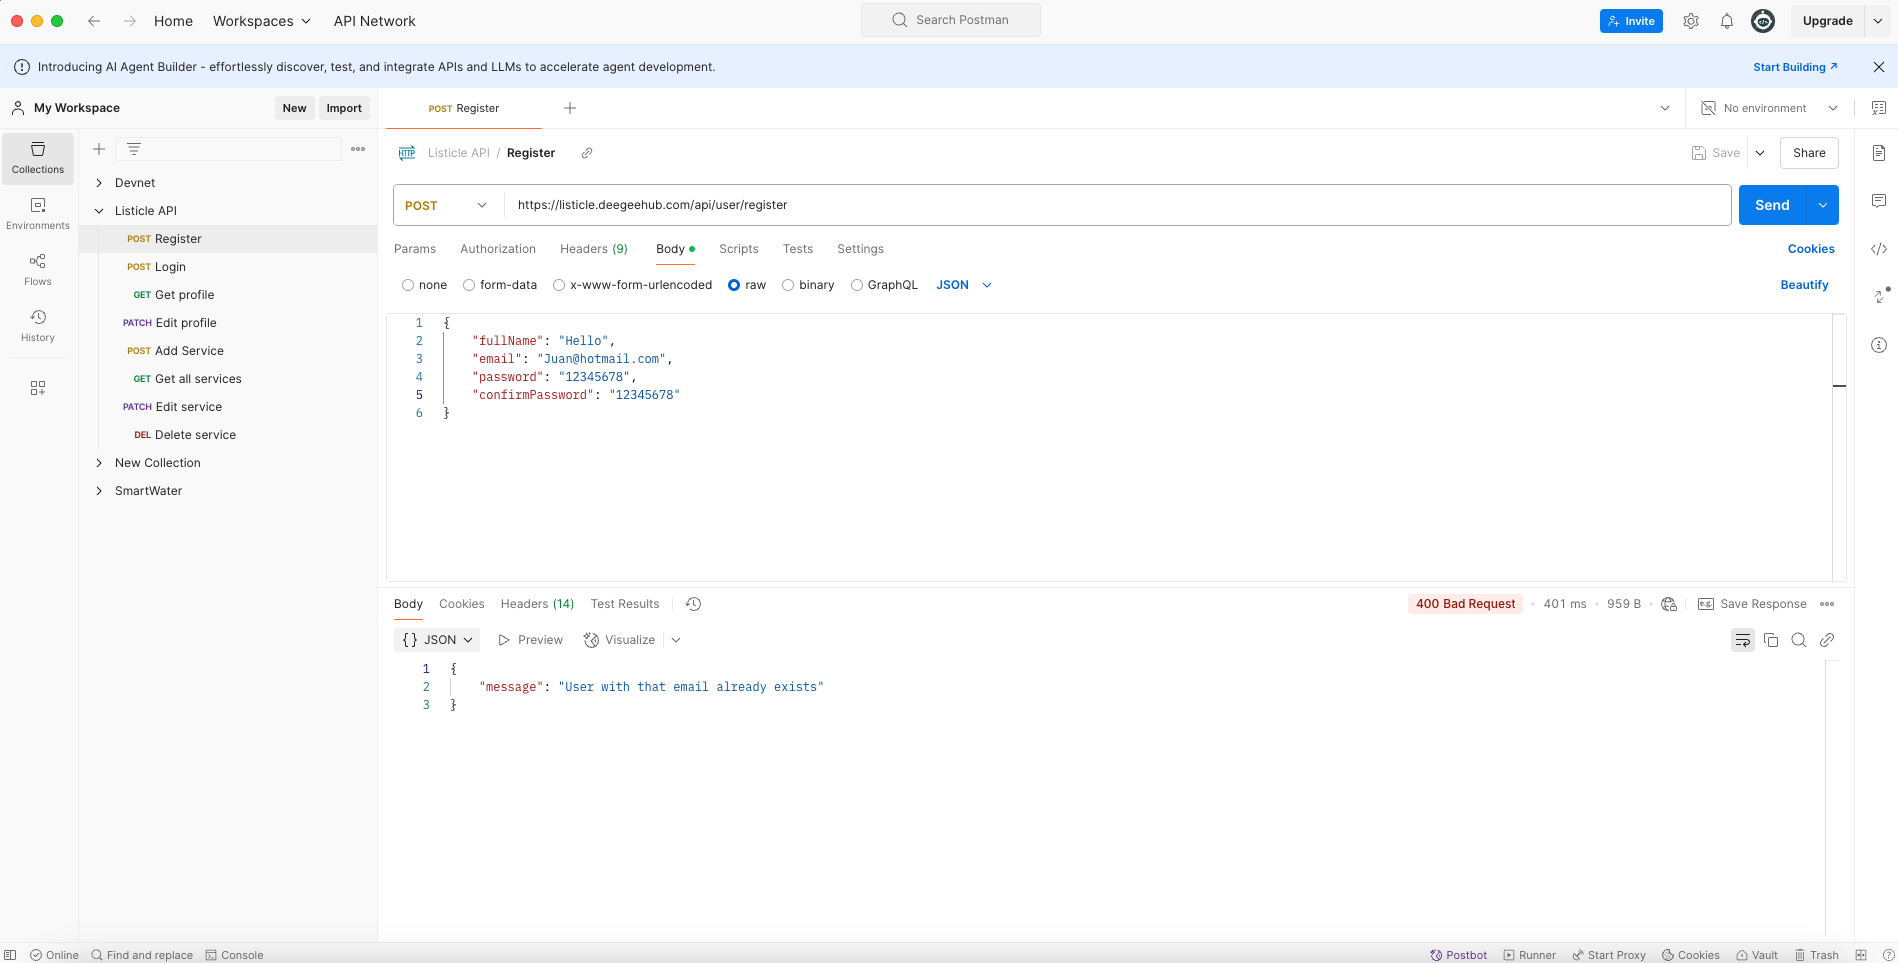 Home Workspaces API Network Search Postman Invite Upgrade
Introducing AI Agent Builder - effortlessly discover, test, and integrate APIs and LLMs to accelerate agent development. Start Building
My Workspace New Import
POST Register
No environment
Collections
Environments
Flows
History
Devnet
Listicle API
POST Register
POST Login
GET Get profile
PATCH Edit profile
POST Add Service
GET Get all services
PATCH Edit service
DEL Delete service
New Collection
SmartWater
HTTP Listicle API / Register Save Share
POST https://listicle.deegeehub.com/api/user/register Send
Params Authorization Headers (9) Body Scripts Tests Settings Cookies
none form-data x-www-form-urlencoded raw binary GraphQL JSON Beautify
1 {
2 "fullName": "Hello",
3 "email": "Juan@hotmail.com",
4 "password": "12345678",
5 "confirmPassword": "12345678"
6 }
Body Cookies Headers (14) Test Results 400 Bad Request • 401 ms • 959 B • Save Response
{} JSON Preview Visualize
1 {
2 "message": "User with that email already exists"
3 }
Online Find and replace Console Postbot Runner Start Proxy Cookies Vault Trash